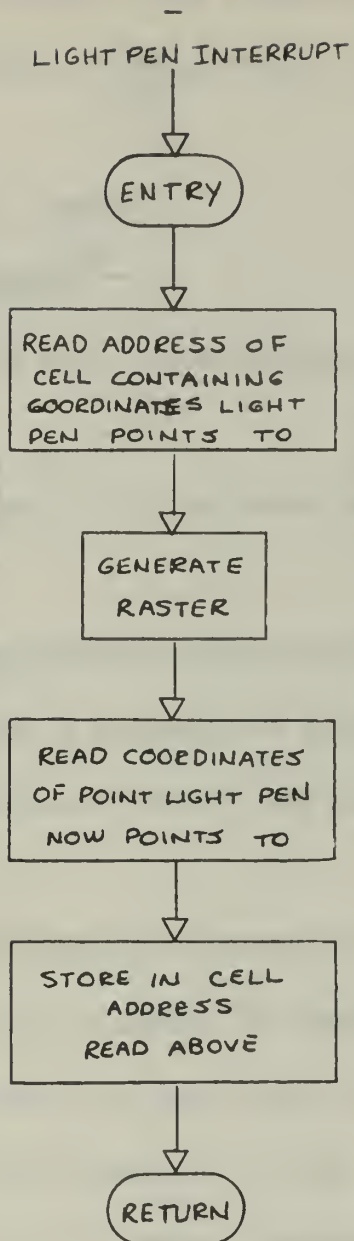 LIGHT PEN INTERRUPT
ENTRY
READ ADDRESS OF
CELL CONTAINING
GOORDINATES LIGHT
PEN POINTS TO
GENERATE
RASTER
READ COORDINATES
OF POINT LIGHT PEN
NOW POINTS TO
STORE IN CELL
ADDRESS
READ ABOVE
RETURN